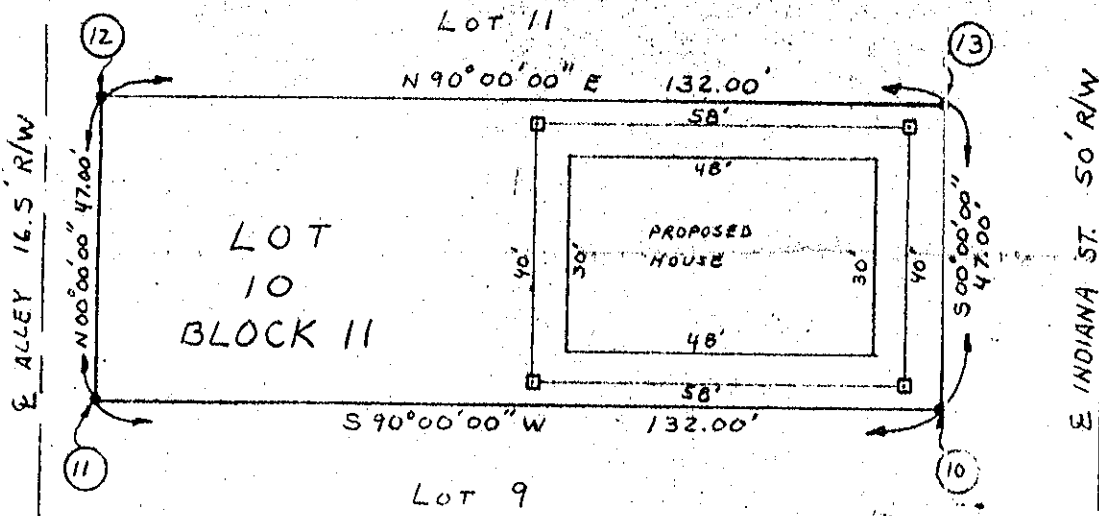 LOT 11
12
13
N 90° 00' 00" E 132.00'
58'
48'
℄ ALLEY 16.5' R/W
N 00° 00' 00" 47.00'
LOT
10
BLOCK 11
40'
30'
PROPOSED
HOUSE
30'
40'
S 00° 00' 00"
47.00'
℄ INDIANA ST. 50' R/W
48'
58'
S 90° 00' 00" W 132.00'
11
10
LOT 9